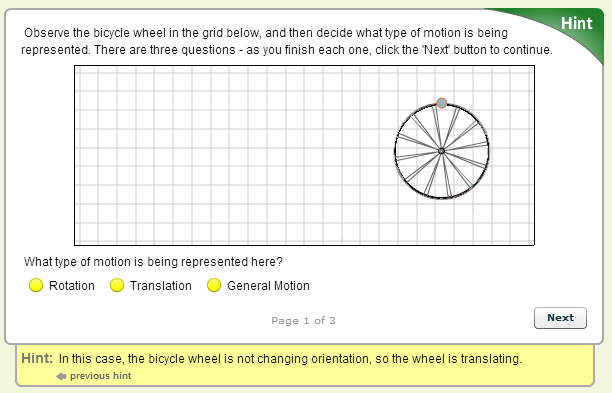 Hint
Observe the bicycle wheel in the grid below, and then decide what type of motion is being
represented. There are three questions - as you finish each one, click the 'Next' button to continue.
What type of motion is being represented here?
Rotation Translation General Motion
Page 1 of 3
Next
Hint: In this case, the bicycle wheel is not changing orientation, so the wheel is translating.
previous hint